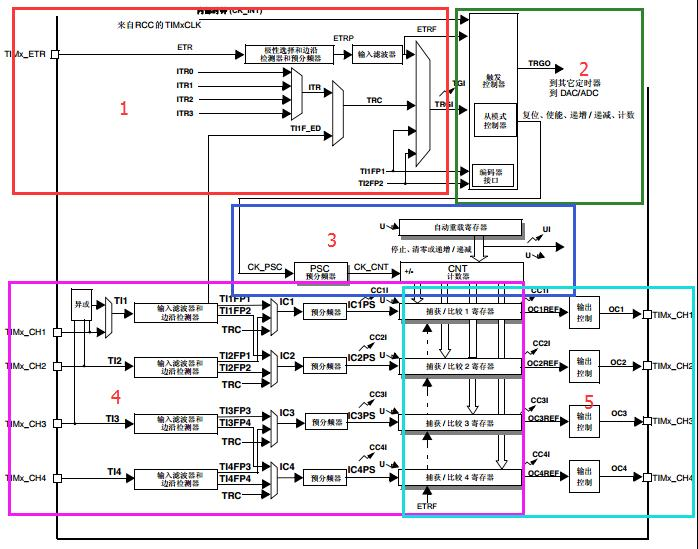 内部时钟 (CK_INT)
来自RCC 的 TIMxCLK
TIMx_ETR
ETR
极性选择和边沿
检测器和预分频器
ETRP
输入滤波器
ETRF
ITR0
ITR1
ITR2
ITR3
ITR
TRC
TI1F_ED
TGI
TRGI
TI1FP1
TI2FP2
1
触发
控制器
从模式
控制器
编码器
接口
TRGO
2
到其它定时器
到 DAC/ADC
复位、使能、递增 / 递减、计数
3
U
自动重载寄存器
UI
停止、清零或递增 / 递减
U
CK_PSC
PSC
预分频器
CK_CNT
+/-
CNT
计数器
异或
TI1
输入滤波器和
边沿检测器
TI1FP1
TI1FP2
TRC
IC1
预分频器
IC1PS
CC1I
U
捕获 / 比较 1 寄存器
CC1I
OC1REF
输出
控制
OC1
TIMx_CH1
TIMx_CH1
TIMx_CH2
TI2
输入滤波器和
边沿检测器
TI2FP1
TI2FP2
TRC
IC2
预分频器
IC2PS
CC2I
U
捕获 / 比较 2 寄存器
CC2I
OC2REF
输出
控制
OC2
TIMx_CH2
4
5
TIMx_CH3
TI3
输入滤波器和
边沿检测器
TI3FP3
TI3FP4
TRC
IC3
预分频器
IC3PS
CC3I
U
捕获 / 比较 3 寄存器
CC3I
OC3REF
输出
控制
OC3
TIMx_CH3
TIMx_CH4
TI4
输入滤波器和
边沿检测器
TI4FP3
TI4FP4
TRC
IC4
预分频器
IC4PS
CC4I
U
捕获 / 比较 4 寄存器
CC4I
OC4REF
输出
控制
OC4
TIMx_CH4
ETRF